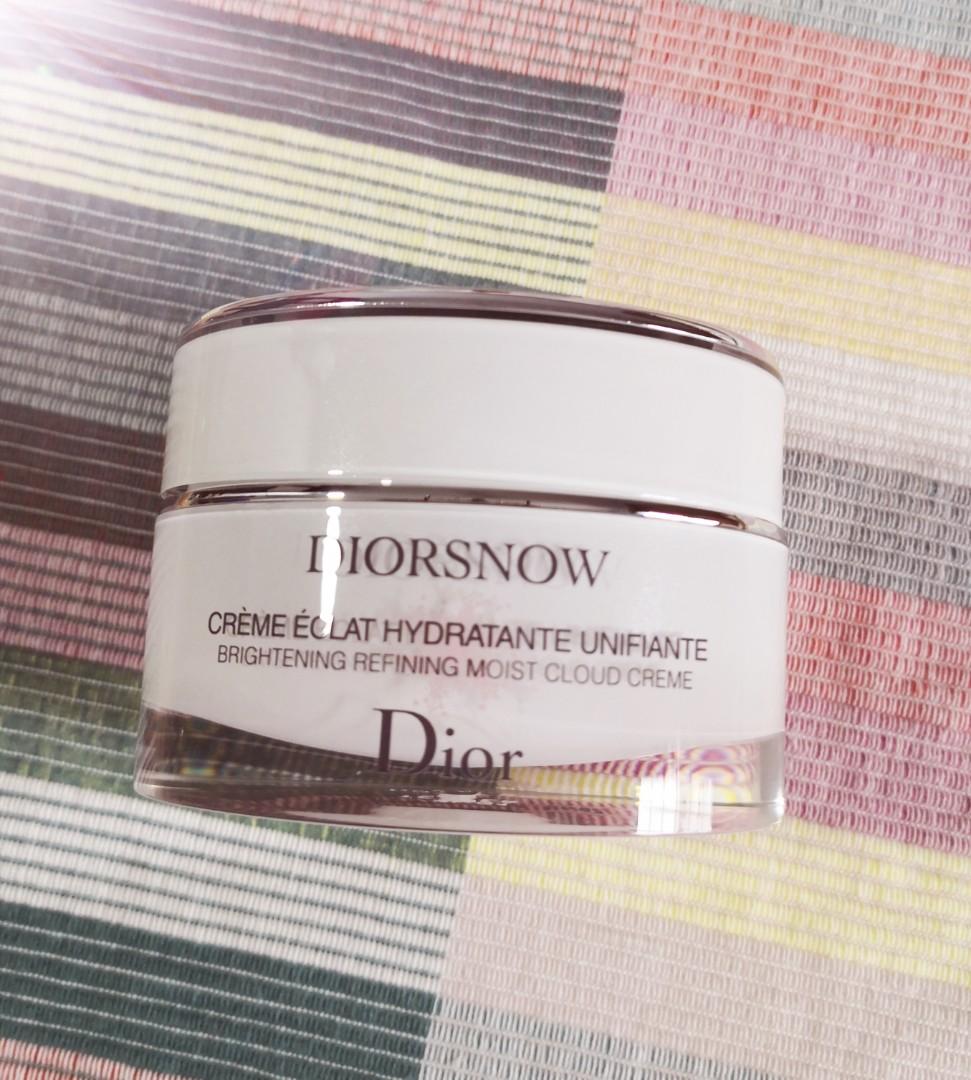 DIORSNOW
CRÈME ÉCLAT HYDRATANTE UNIFIANTE
BRIGHTENING REFINING MOIST CLOUD CREME
Dior